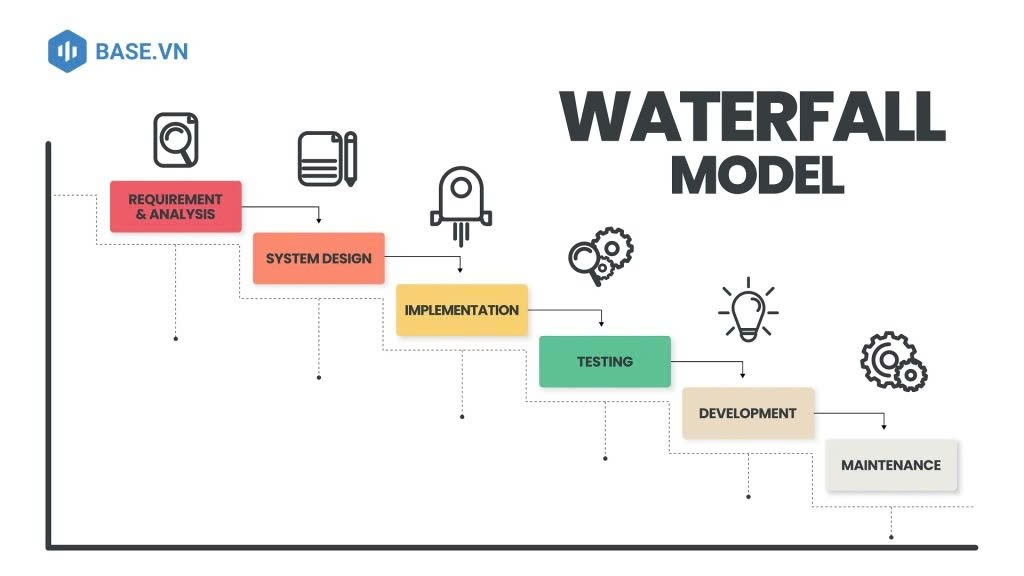 BASE.VN
WATERFALL
MODEL
REQUIREMENT
& ANALYSIS
SYSTEM DESIGN
IMPLEMENTATION
TESTING
DEVELOPMENT
MAINTENANCE